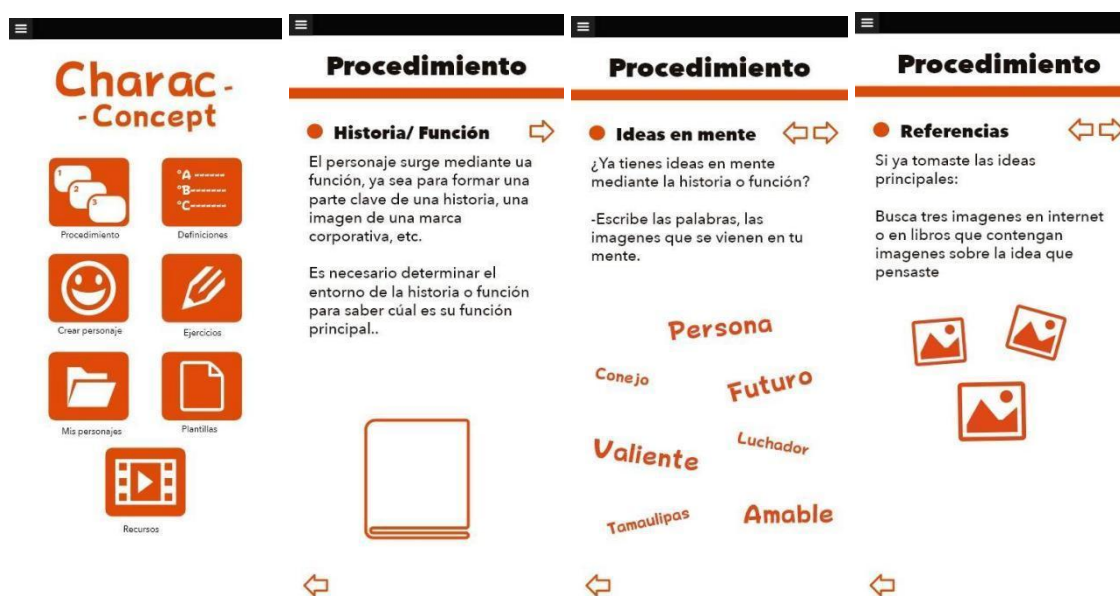 Charac -
- Concept
1
2
3
°A ------
°B-------
°C-------
Procedimiento
Definiciones
Crear personaje
Ejercicios
Mis personajes
Plantillas
Recursos
Procedimiento
Historia/ Función
El personaje surge mediante ua
función, ya sea para formar una
parte clave de una historia, una
imagen de una marca
corporativa, etc.
Es necesario determinar el
entorno de la historia o función
para saber cúal es su función
principal..
Procedimiento
Ideas en mente
¿Ya tienes ideas en mente
mediante la historia o función?
-Escribe las palabras, las
imagenes que se vienen en tu
mente.
Persona
Conejo
Futuro
Valiente
Luchador
Tamaulipas
Amable
Procedimiento
Referencias
Si ya tomaste las ideas
principales:
Busca tres imagenes en internet
o en libros que contengan
imagenes sobre la idea que
pensaste